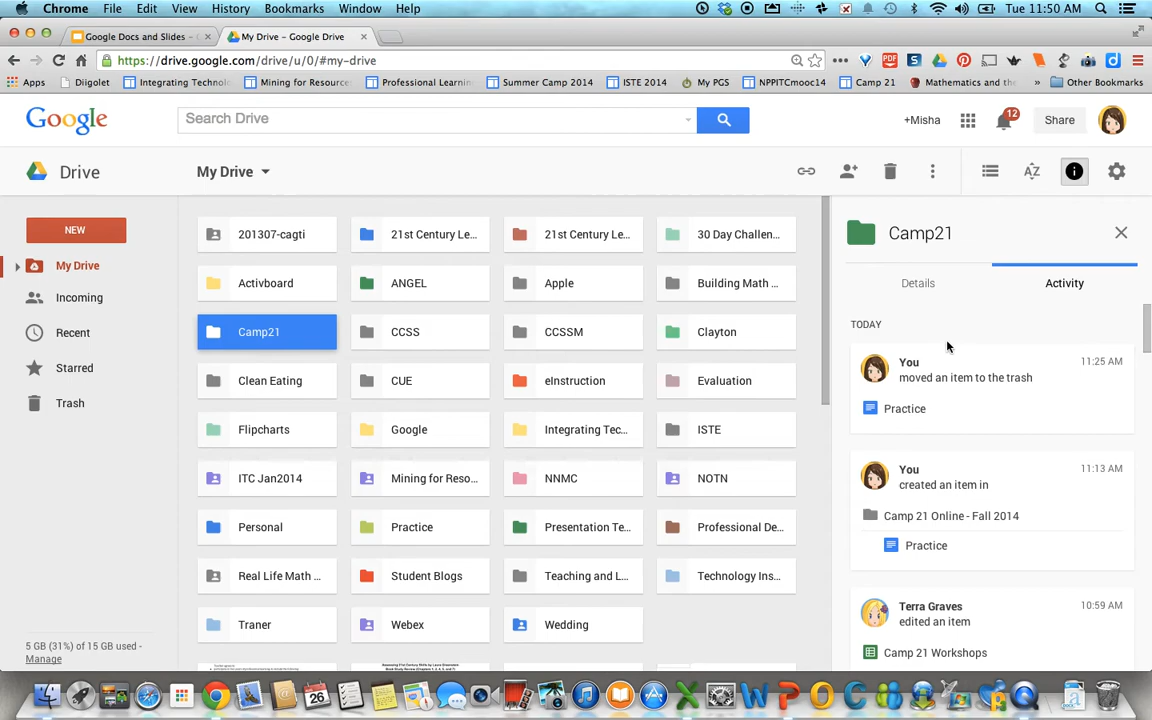 Chrome File Edit View History Bookmarks Window Help Tue 11:50 AM
Google Docs and Slides - My Drive - Google Drive
https://drive.google.com/drive/u/0/#my-drive
Apps Diigolet Integrating Technol Mining for Resource Professional Learnin Summer Camp 2014 ISTE 2014 My PGS NPPITCmooc14 Camp 21 Mathematics and the Other Bookmarks
Google Search Drive +Misha 12 Share
Drive My Drive
NEW
My Drive
Incoming
Recent
Starred
Trash
5 GB (31%) of 15 GB used -
Manage
201307-cagti 21st Century Le... 21st Century Le... 30 Day Challen...
Activboard ANGEL Apple Building Math ...
Camp21 CCSS CCSSM Clayton
Clean Eating CUE eInstruction Evaluation
Flipcharts Google Integrating Tec... ISTE
ITC Jan2014 Mining for Reso... NNMC NOTN
Personal Practice Presentation Te... Professional De...
Real Life Math ... Student Blogs Teaching and L... Technology Ins...
Traner Webex Wedding
Camp21
Details Activity
TODAY
You 11:25 AM
moved an item to the trash
Practice
You 11:13 AM
created an item in
Camp 21 Online - Fall 2014
Practice
Terra Graves 10:59 AM
edited an item
Camp 21 Workshops